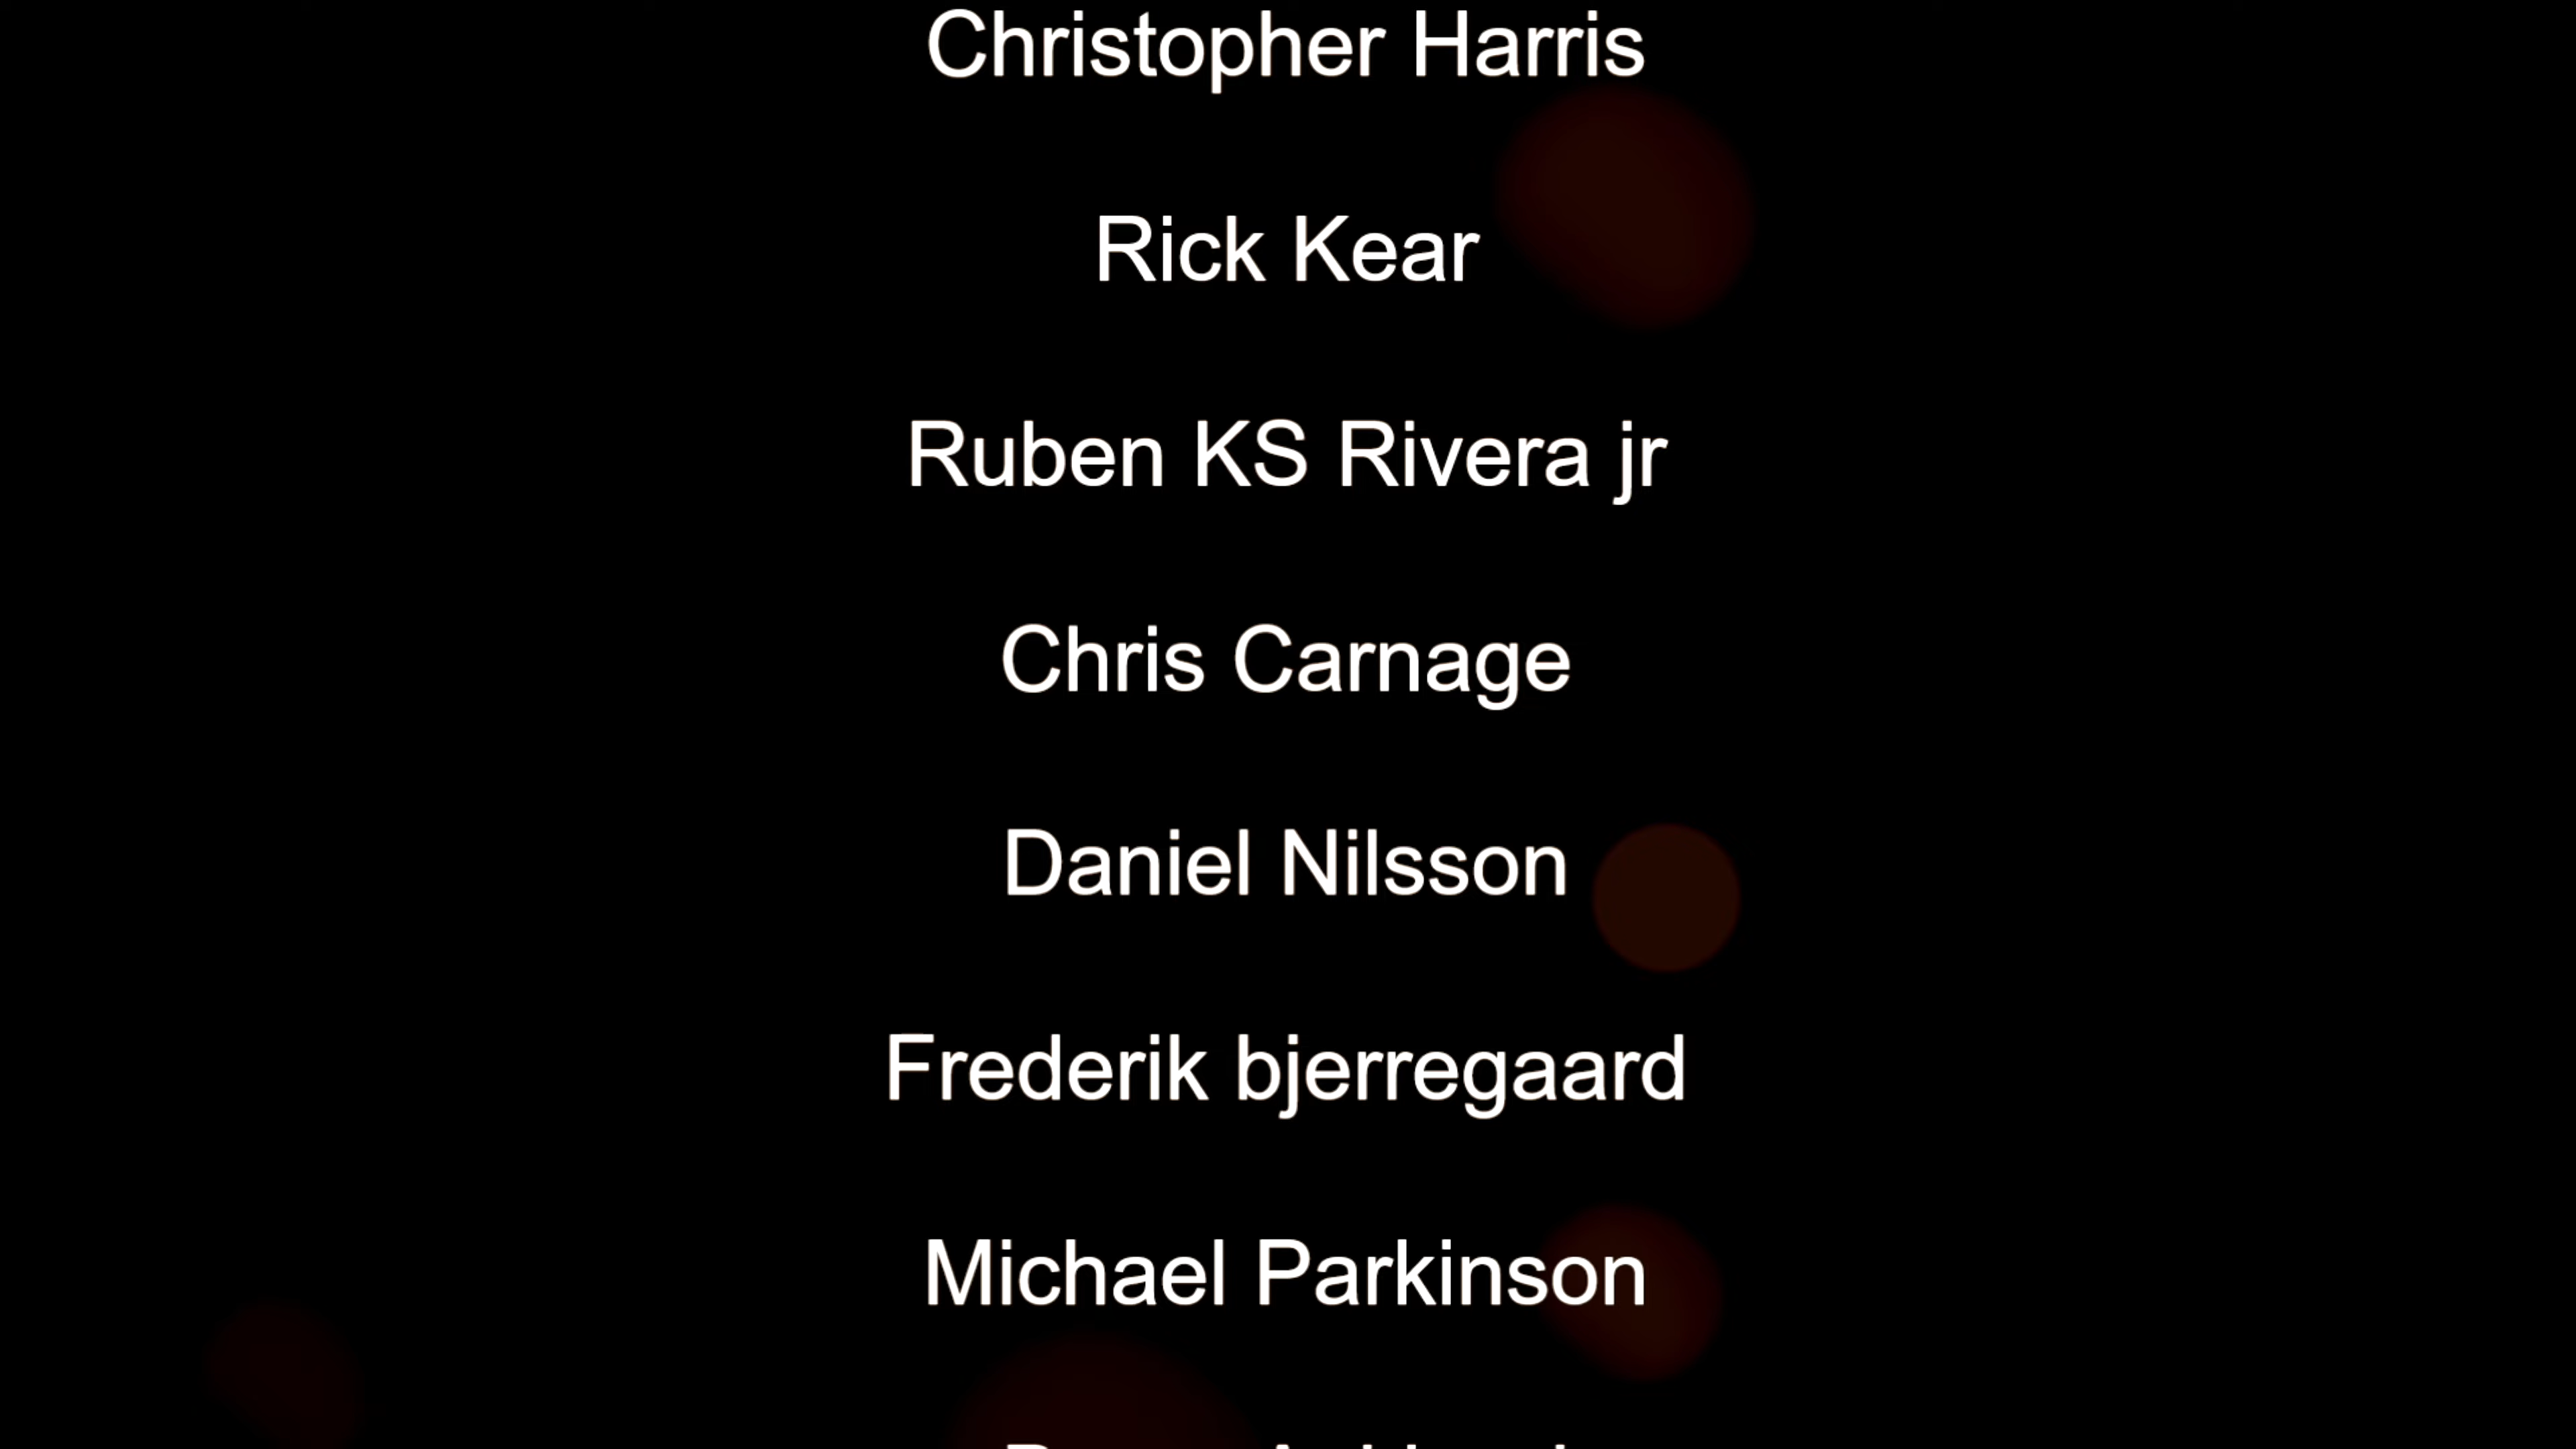 Christopher Harris
Rick Kear
Ruben KS Rivera jr
Chris Carnage
Daniel Nilsson
Frederik bjerregaard
Michael Parkinson